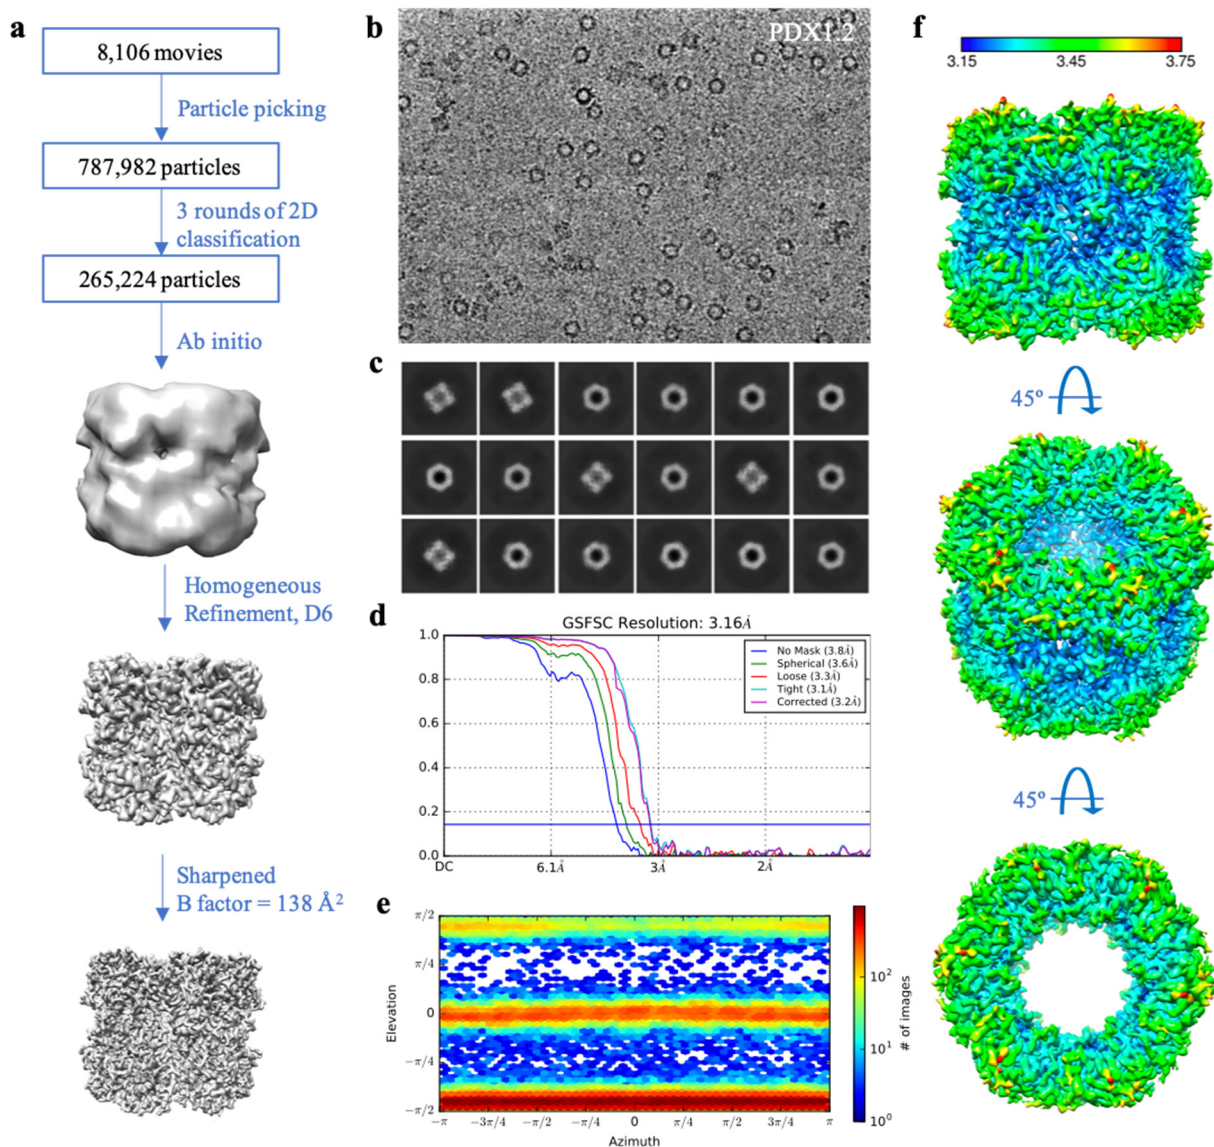 a
8,106 movies
Particle picking
787,982 particles
3 rounds of 2D
classification
265,224 particles
Ab initio
Homogeneous
Refinement, D6
Sharpened
B factor = 138 Å²
b
PDX1.2
c
d
GSFSC Resolution: 3.16Å
1.0
0.8
0.6
0.4
0.2
0.0
DC
6.1Å
3Å
2Å
No Mask (3.8Å)
Spherical (3.6Å)
Loose (3.3Å)
Tight (3.1Å)
Corrected (3.2Å)
e
Elevation
π/2
π/4
0
−π/4
−π/2
−π
−3π/4
−π/2
−π/4
0
π/4
π/2
3π/4
π
Azimuth
10²
10¹
10⁰
# of images
f
3.15
3.45
3.75
45º
45º